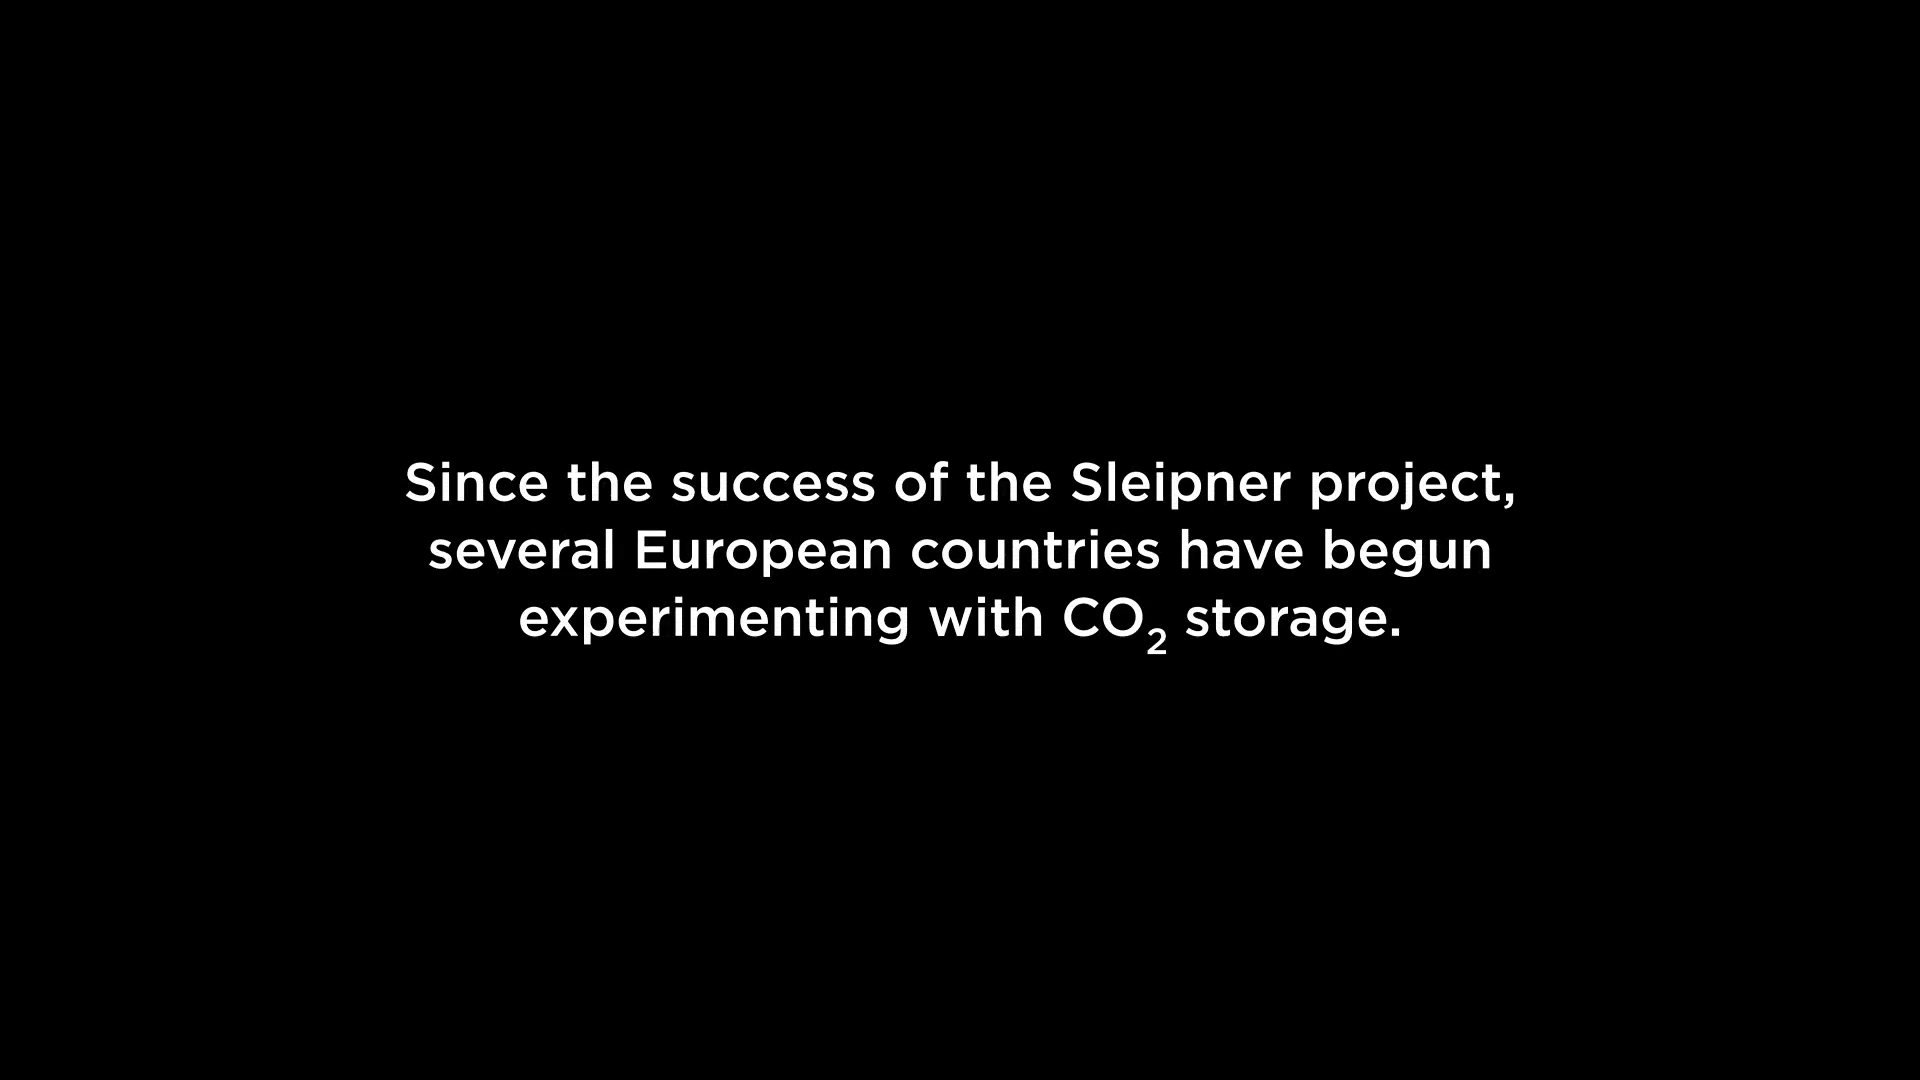 Since the success of the Sleipner project,
several European countries have begun
experimenting with CO₂ storage.